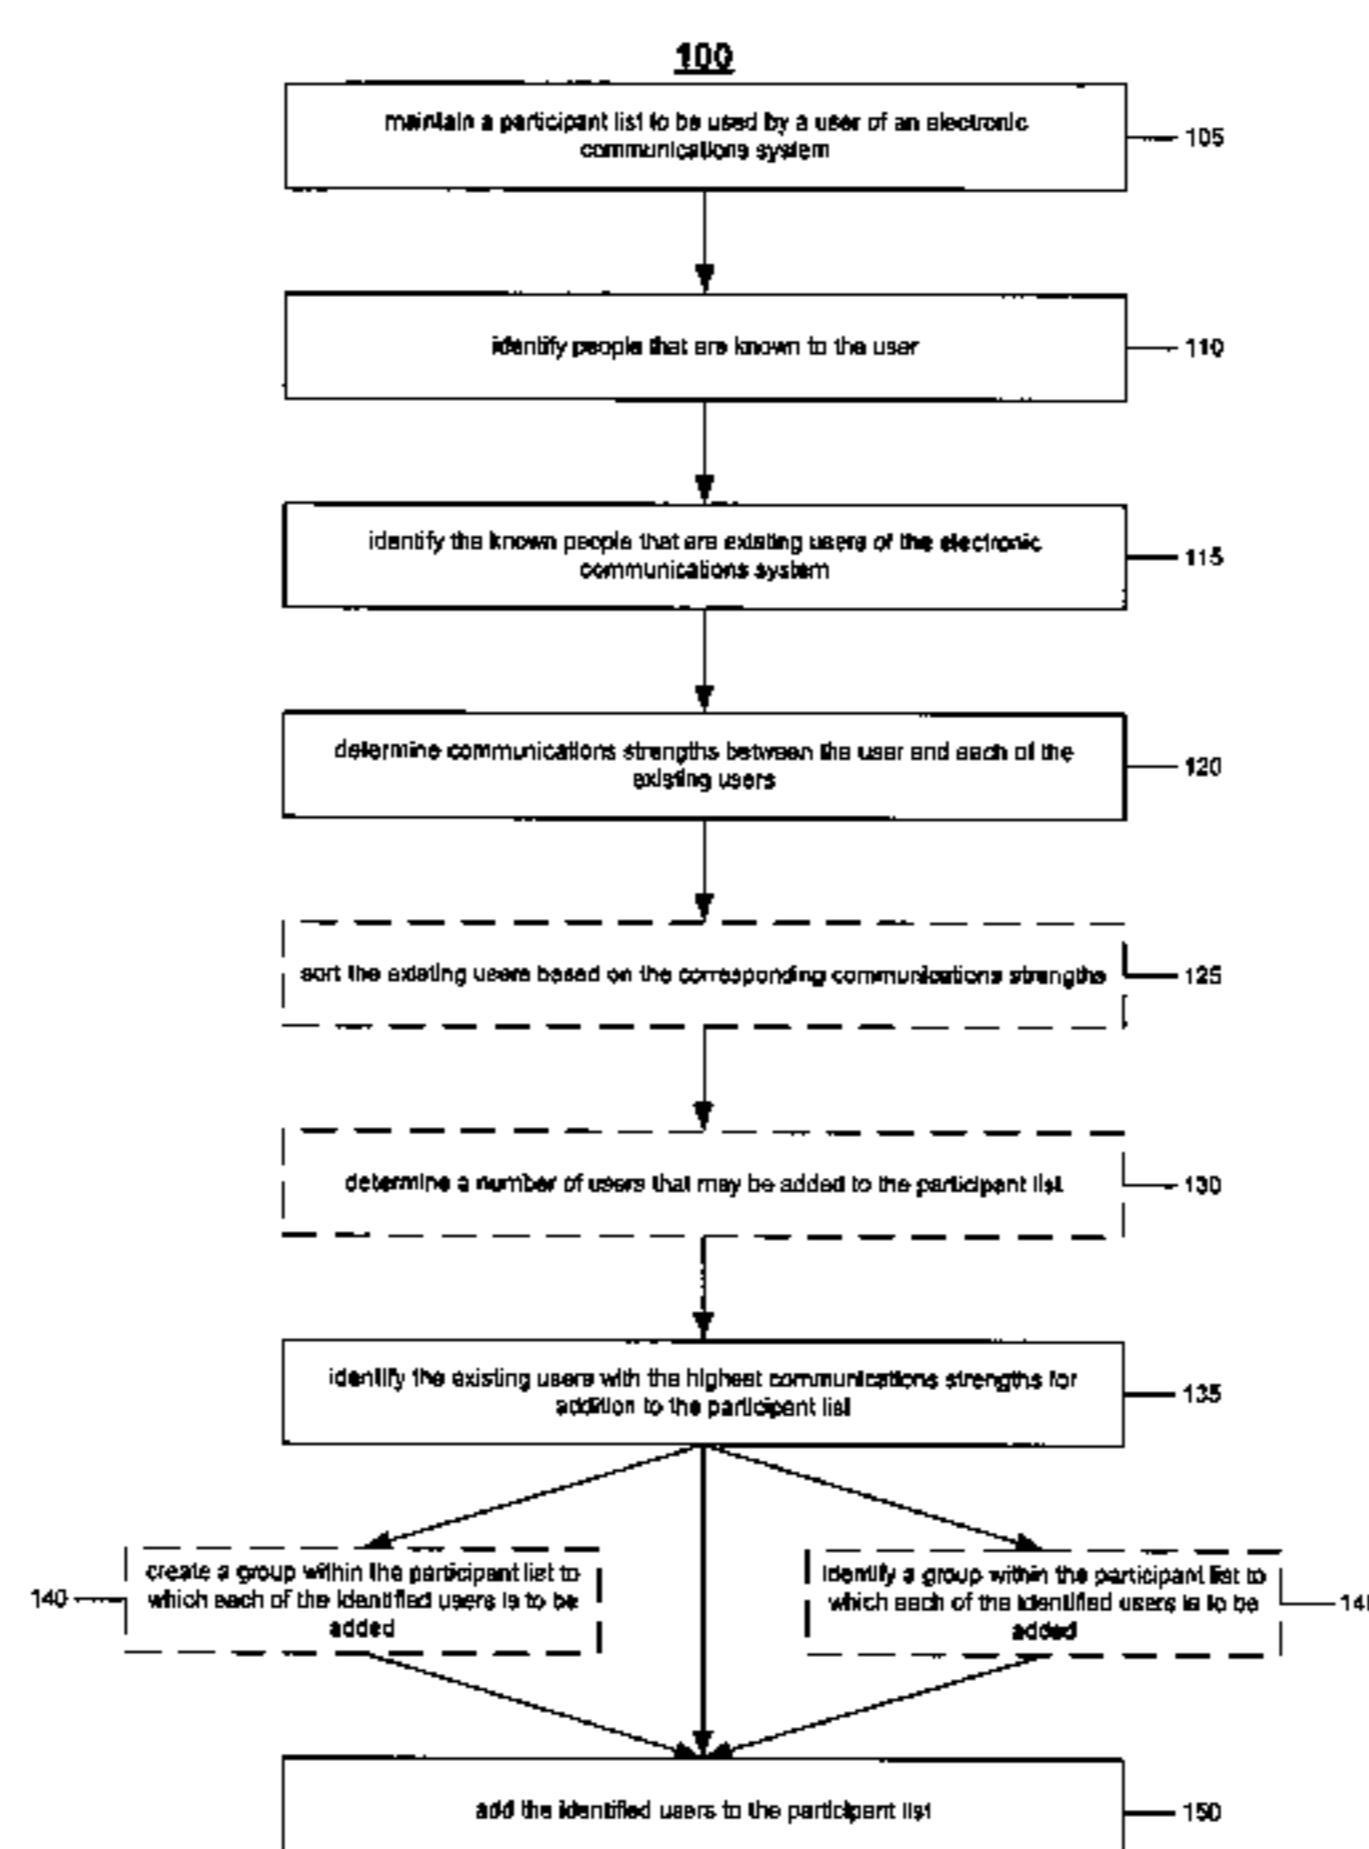 100
maintain a participant list to be used by a user of an electronic
communications system
105
identify people that are known to the user
110
identify the known people that are existing users of the electronic
communications system
115
determine communications strengths between the user and each of the
existing users
120
sort the existing users based on the corresponding communications strengths
125
determine a number of users that may be added to the participant list
130
identify the existing users with the highest communications strengths for
addition to the participant list
135
140
create a group within the participant list to
which each of the identified users is to be
added
identify a group within the participant list to
which each of the identified users is to be
added
add the identified users to the participant list
150